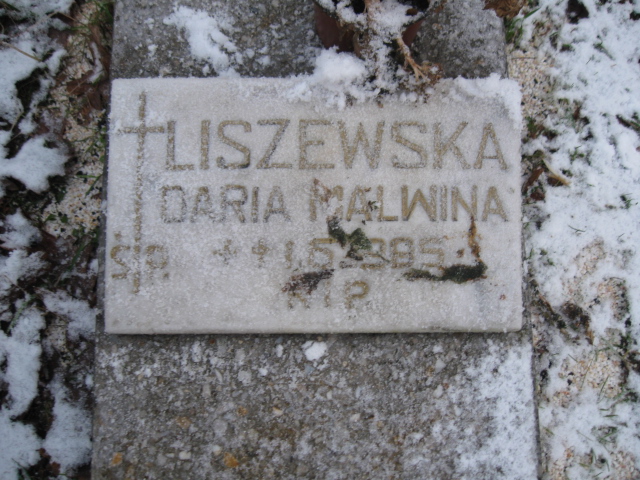 LISZEWSKA
DARIA MALWINA
Ś.P.
R I P